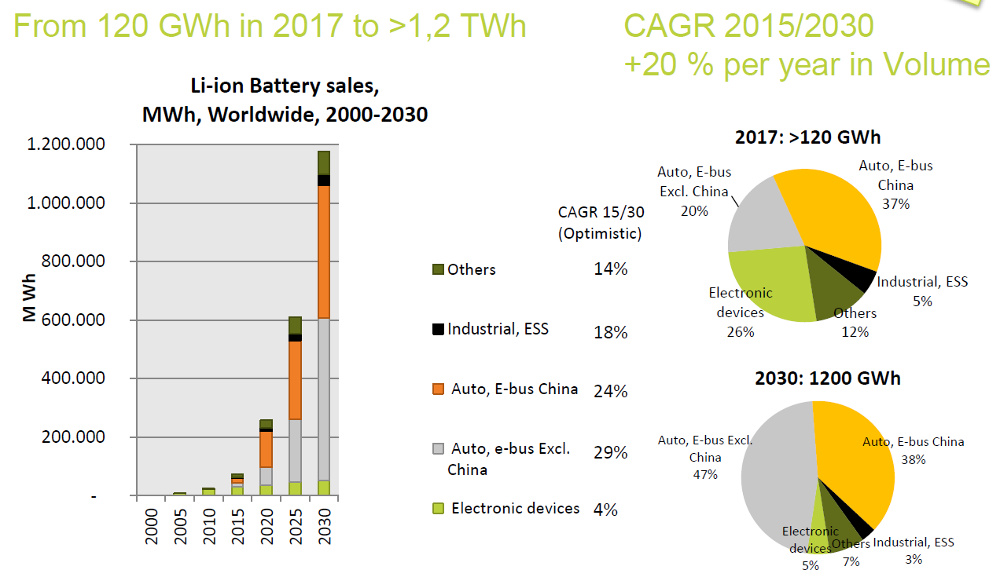 From 120 GWh in 2017 to >1,2 TWh
CAGR 2015/2030
+20 % per year in Volume
Li-ion Battery sales,
MWh, Worldwide, 2000-2030
M Wh
1.200.000
1.000.000
800.000
600.000
400.000
200.000
-
2000
2005
2010
2015
2020
2025
2030
CAGR 15/30
(Optimistic)
Others 14%
Industrial, ESS 18%
Auto, E-bus China 24%
Auto, e-bus Excl.
China 29%
Electronic devices 4%
2017: >120 GWh
Auto, E-bus
Excl. China
20%
Auto, E-bus
China
37%
Industrial, ESS
5%
Others
12%
Electronic
devices
26%
2030: 1200 GWh
Auto, E-bus Excl.
China
47%
Auto, E-bus China
38%
Industrial, ESS
3%
Others
7%
Electronic
devices
5%